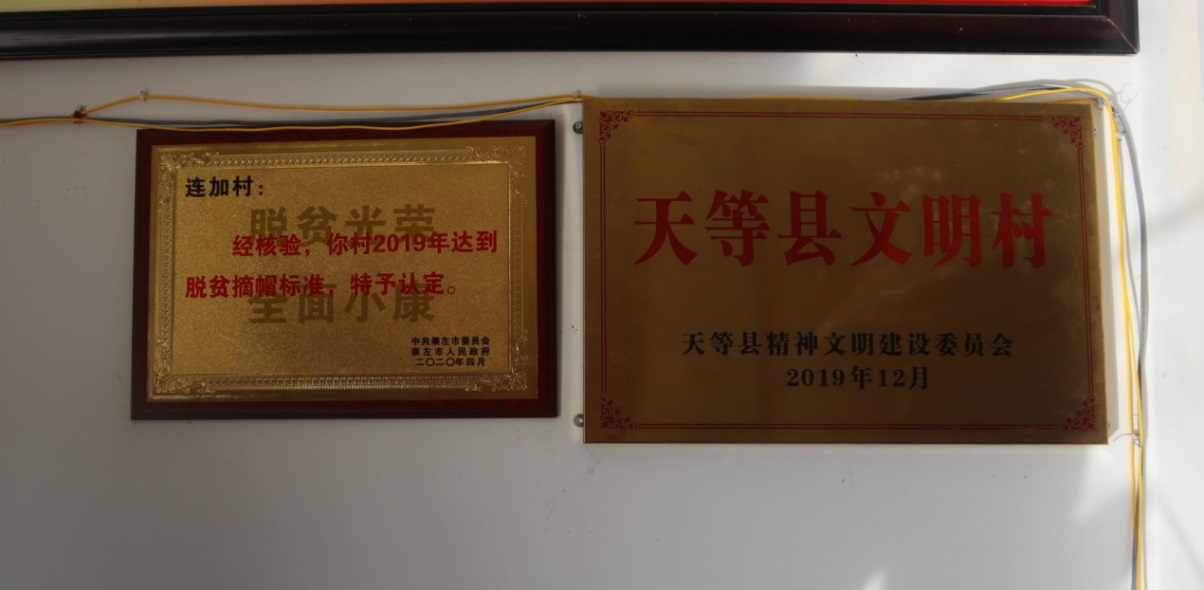 连加村：
脱贫光荣
经核验，你村2019年达到
脱贫摘帽标准，特予认定。
全面小康
中共崇左市委员会
崇左市人民政府
二〇二〇年四月
天等县文明村
天等县精神文明建设委员会
2019年12月